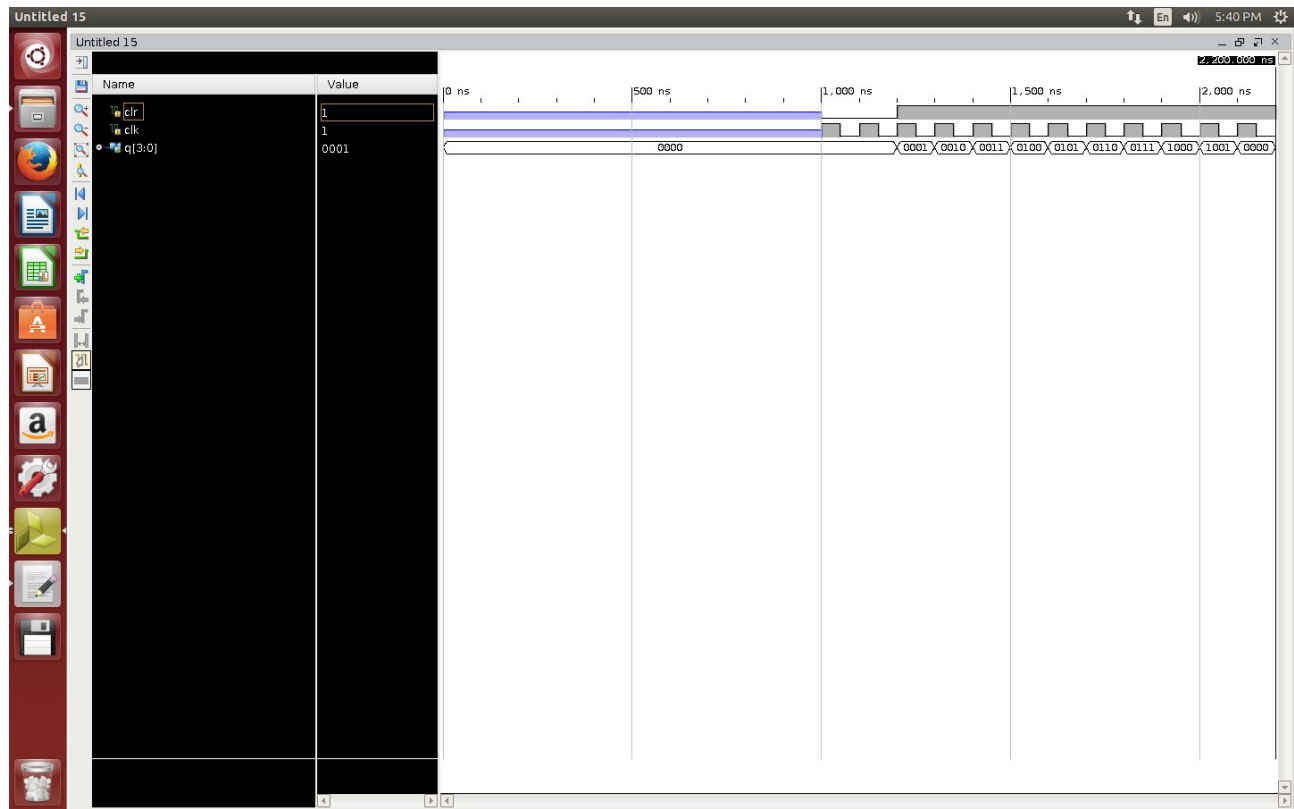 Untitled 15
En 5:40 PM
Untitled 15
2,200.000 ns
Name Value
0 ns 500 ns 1,000 ns 1,500 ns 2,000 ns
clr 1
clk 1
q[3:0] 0001 0000 0001 0010 0011 0100 0101 0110 0111 1000 1001 0000
a